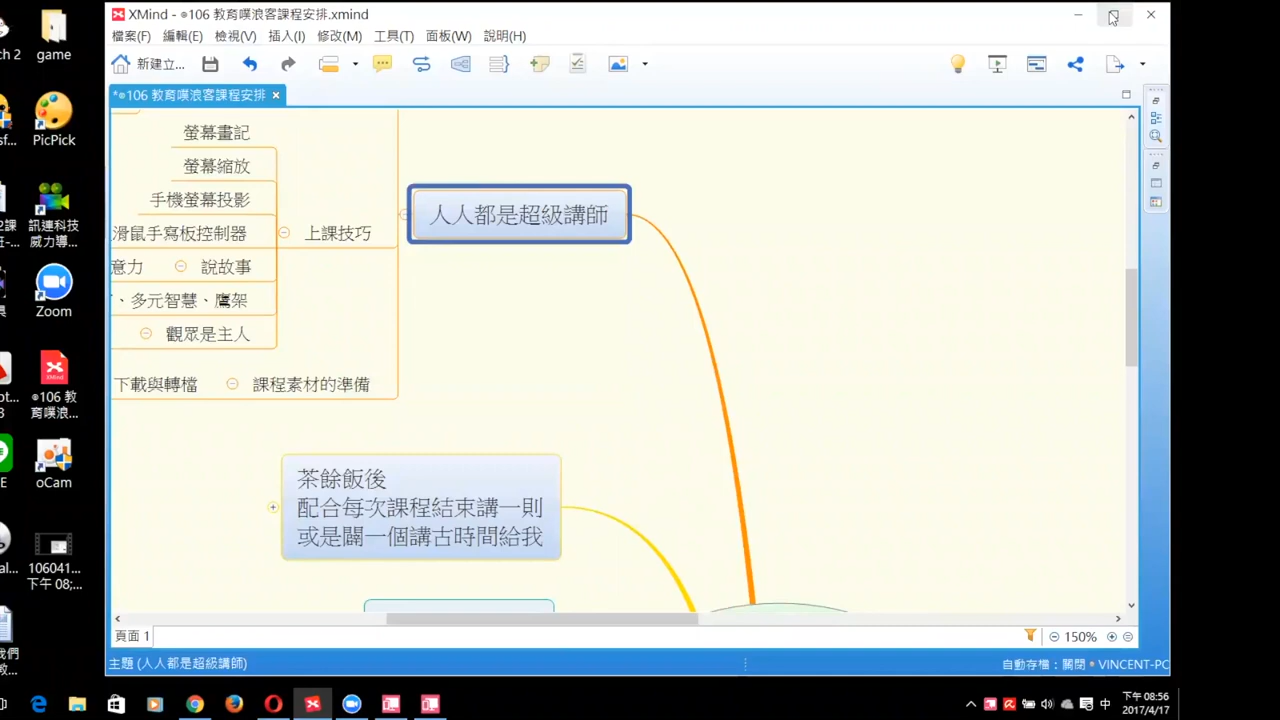 XMind - ⊙106 教育噗浪客課程安排.xmind
檔案(F) 編輯(E) 檢視(V) 插入(I) 修改(M) 工具(T) 面板(W) 說明(H)
新建立...
*⊙106 教育噗浪客課程安排
螢幕畫記
螢幕縮放
手機螢幕投影
滑鼠手寫板控制器
上課技巧
意力
說故事
、多元智慧、鷹架
觀眾是主人
下載與轉檔
課程素材的準備
人人都是超級講師
茶餘飯後
配合每次課程結束講一則
或是闢一個講古時間給我
頁面 1
150%
主題 (人人都是超級講師)
自動存檔：關閉
VINCENT-PC
game
PicPick
訊連科技
威力導...
Zoom
⊙106 教
育噗浪...
oCam
106041...
下午 08;...
ch 2
中
下午 08:56
2017/4/17